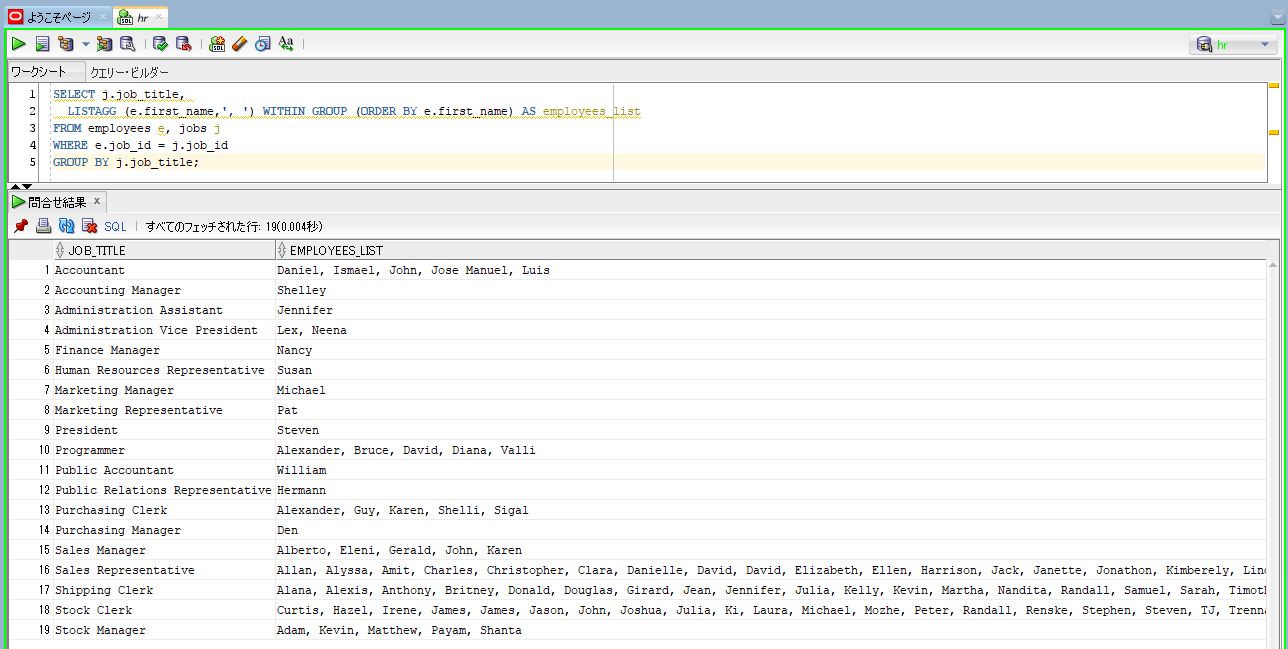 ようこそページ
hr
hr
ワークシート クエリー・ビルダー
1 SELECT j.job_title,
2 LISTAGG (e.first_name,', ') WITHIN GROUP (ORDER BY e.first_name) AS employees_list
3 FROM employees e, jobs j
4 WHERE e.job_id = j.job_id
5 GROUP BY j.job_title;
問合せ結果
SQL すべてのフェッチされた行: 19(0.004秒)
JOB_TITLE EMPLOYEES_LIST
1 Accountant Daniel, Ismael, John, Jose Manuel, Luis
2 Accounting Manager Shelley
3 Administration Assistant Jennifer
4 Administration Vice President Lex, Neena
5 Finance Manager Nancy
6 Human Resources Representative Susan
7 Marketing Manager Michael
8 Marketing Representative Pat
9 President Steven
10 Programmer Alexander, Bruce, David, Diana, Valli
11 Public Accountant William
12 Public Relations Representative Hermann
13 Purchasing Clerk Alexander, Guy, Karen, Shelli, Sigal
14 Purchasing Manager Den
15 Sales Manager Alberto, Eleni, Gerald, John, Karen
16 Sales Representative Allan, Alyssa, Amit, Charles, Christopher, Clara, Danielle, David, David, Elizabeth, Ellen, Harrison, Jack, Janette, Jonathon, Kimberely,
17 Shipping Clerk Alana, Alexis, Anthony, Britney, Donald, Douglas, Girard, Jean, Jennifer, Julia, Kelly, Kevin, Martha, Nandita, Randall, Samuel, Sarah,
18 Stock Clerk Curtis, Hazel, Irene, James, James, Jason, John, Joshua, Julia, Ki, Laura, Michael, Mozhe, Peter, Randall, Renske, Stephen, Steven, TJ,
19 Stock Manager Adam, Kevin, Matthew, Payam, Shanta